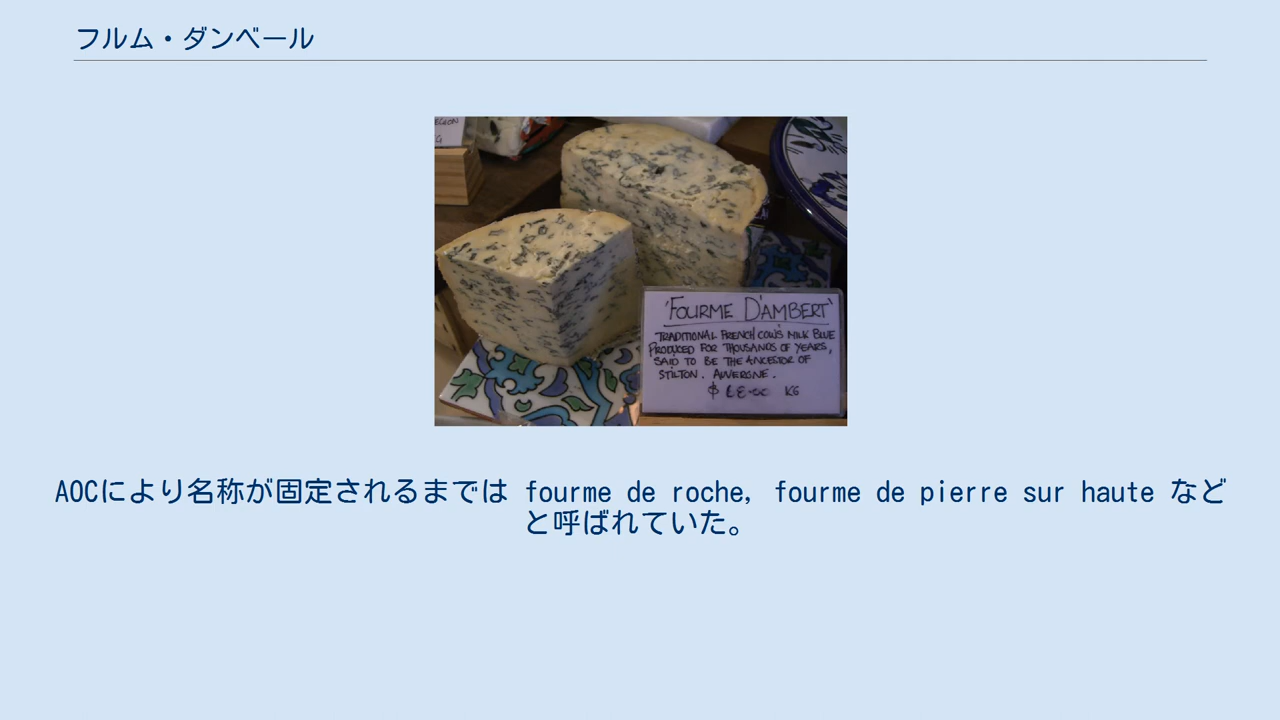 フルム・ダンベール
EGION
'FOURME D'AMBERT'
TRADITIONAL FRENCH COW'S MILK BLUE
PRODUCED FOR THOUSANDS OF YEARS,
SAID TO BE THE ANCESTOR OF
STILTON. AUVERGNE.
$ KG
AOCにより名称が固定されるまでは fourme de roche, fourme de pierre sur haute など
と呼ばれていた。